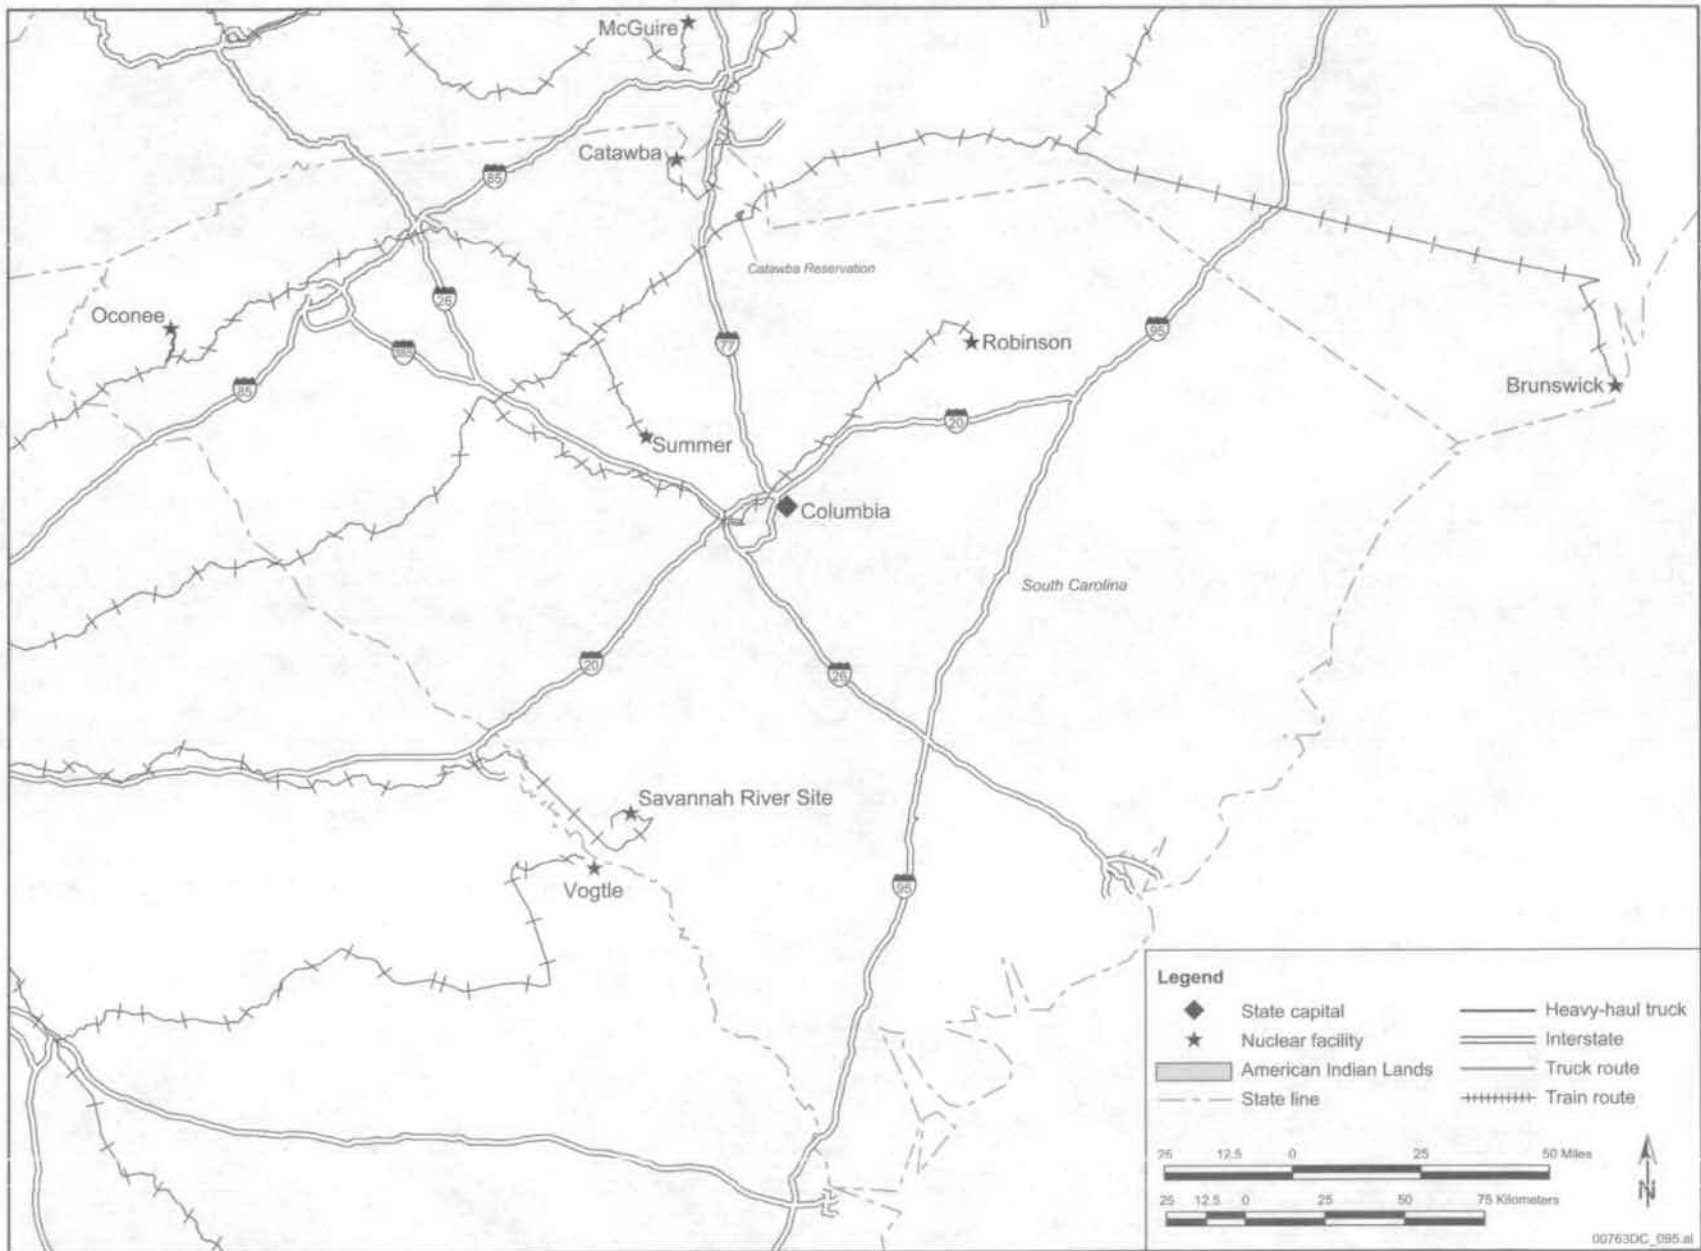 McGuire
Catawba
85
Catawba Reservation
26
Oconee
Robinson
95
77
385
85
Brunswick
20
Summer
Columbia
South Carolina
20
26
Savannah River Site
Vogtle
95
Legend
State capital
Heavy-haul truck
Nuclear facility
Interstate
American Indian Lands
Truck route
State line
Train route
25 12.5 0 25 50 Miles
25 12.5 0 25 50 75 Kilometers
N
00763DC_095.ai